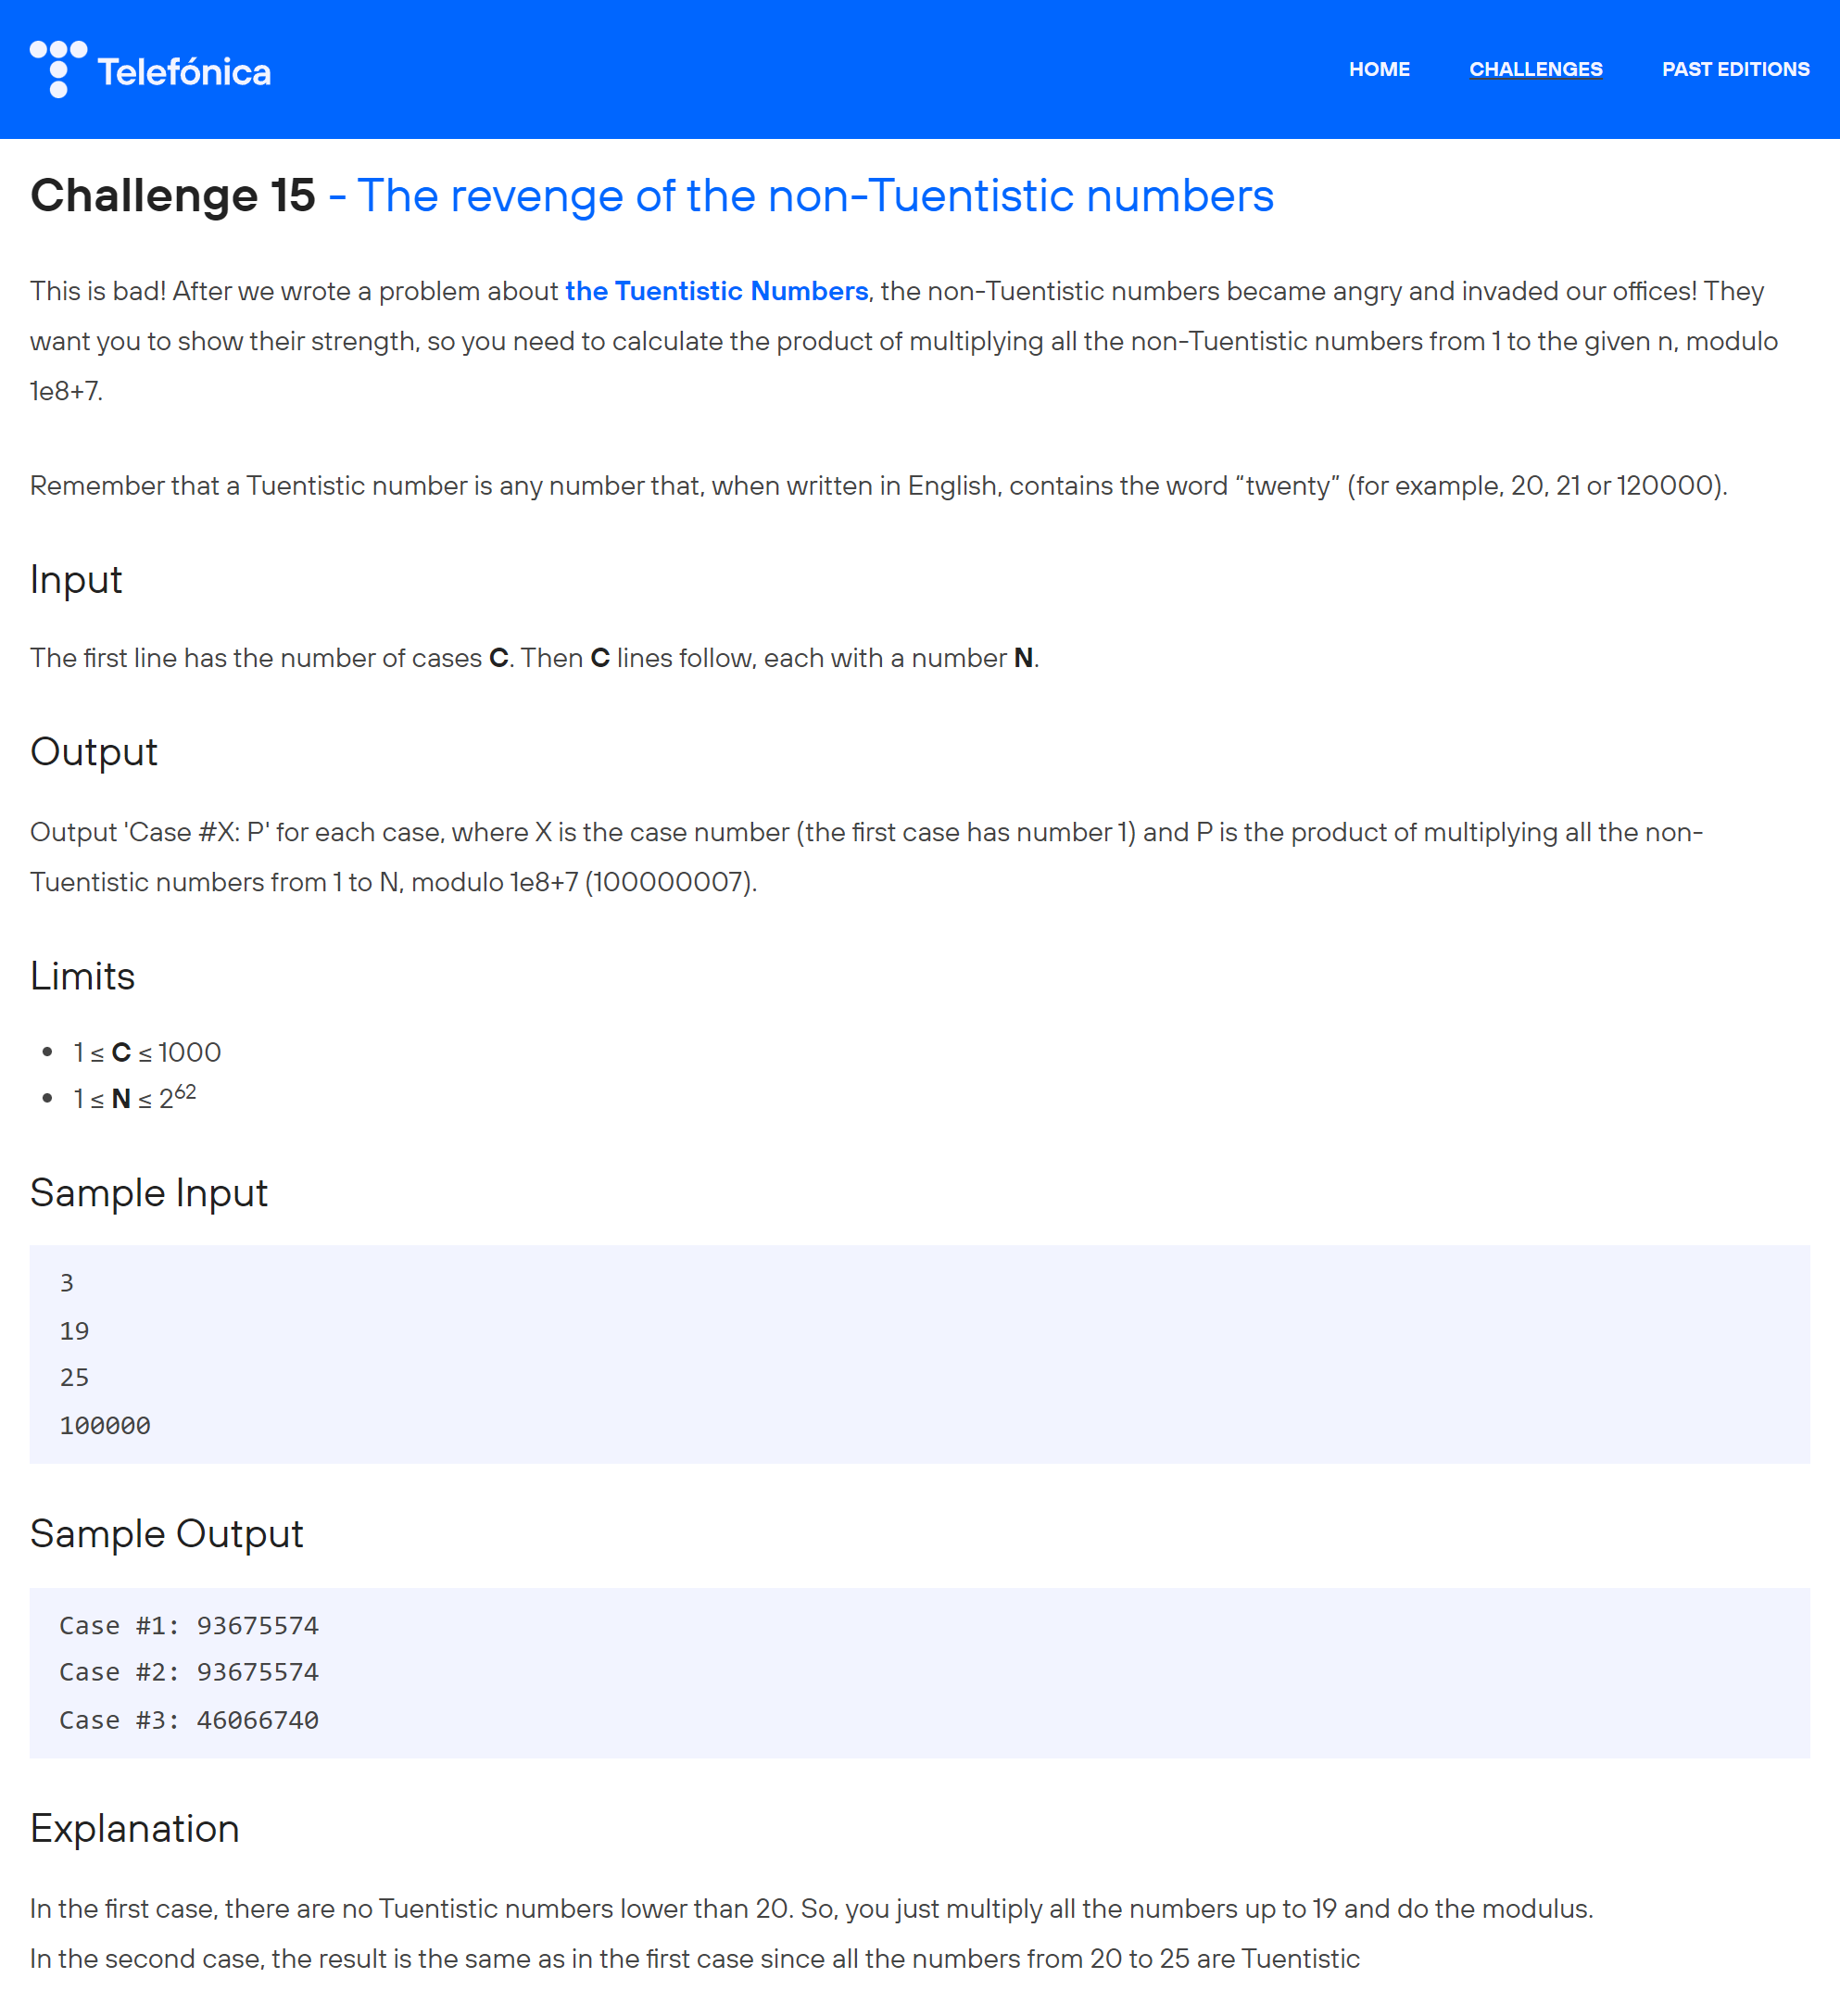 Telefónica
HOME CHALLENGES PAST EDITIONS
Challenge 15 - The revenge of the non-Tuentistic numbers
This is bad! After we wrote a problem about the Tuentistic Numbers, the non-Tuentistic numbers became angry and invaded our offices! They
want you to show their strength, so you need to calculate the product of multiplying all the non-Tuentistic numbers from 1 to the given n, modulo
1e8+7.
Remember that a Tuentistic number is any number that, when written in English, contains the word “twenty” (for example, 20, 21 or 120000).
Input
The first line has the number of cases C. Then C lines follow, each with a number N.
Output
Output 'Case #X: P' for each case, where X is the case number (the first case has number 1) and P is the product of multiplying all the non-
Tuentistic numbers from 1 to N, modulo 1e8+7 (100000007).
Limits
• 1 ≤ C ≤ 1000
• 1 ≤ N ≤ 2⁶²
Sample Input
3
19
25
100000
Sample Output
Case #1: 93675574
Case #2: 93675574
Case #3: 46066740
Explanation
In the first case, there are no Tuentistic numbers lower than 20. So, you just multiply all the numbers up to 19 and do the modulus.
In the second case, the result is the same as in the first case since all the numbers from 20 to 25 are Tuentistic